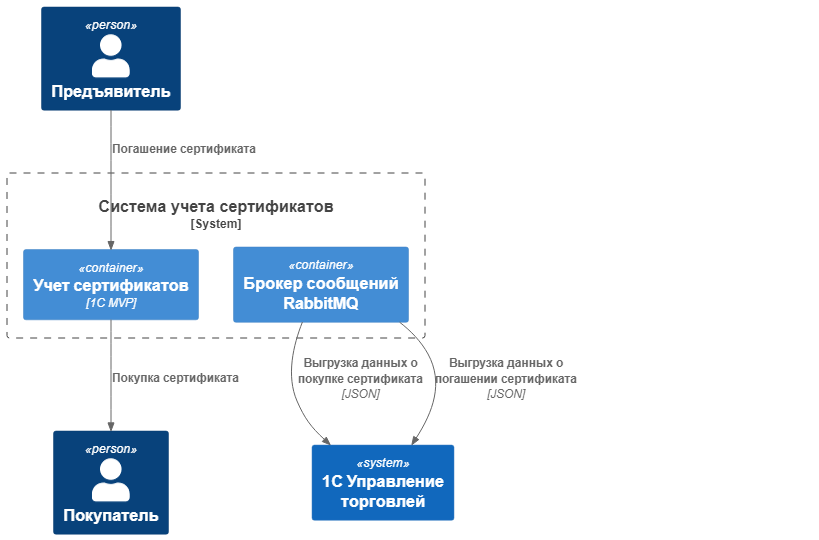 «person»
Предъявитель
Погашение сертификата
Система учета сертификатов
[System]
«container»
Учет сертификатов
[1C MVP]
«container»
Брокер сообщений
RabbitMQ
Покупка сертификата
Выгрузка данных о
покупке сертификата
[JSON]
Выгрузка данных о
погашении сертификата
[JSON]
«person»
Покупатель
«system»
1С Управление
торговлей